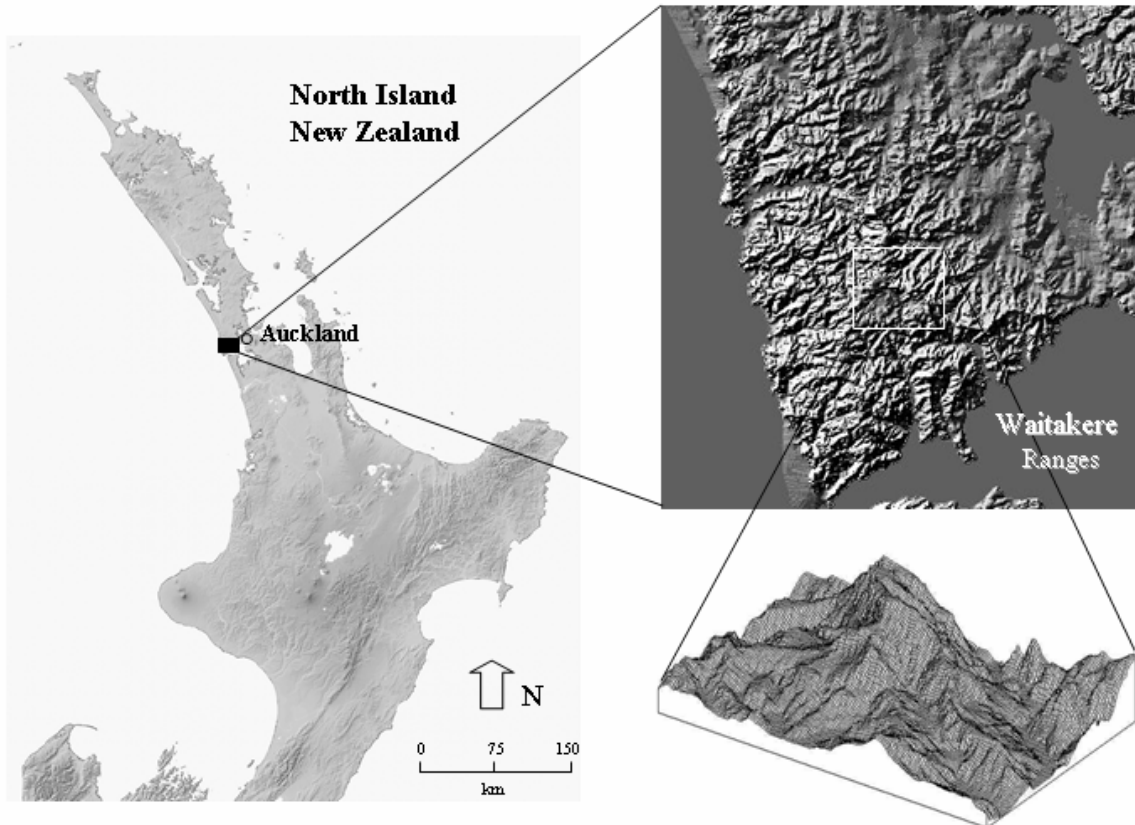 North Island
New Zealand
Auckland
Waitakere
Ranges
N
0 75 150
km